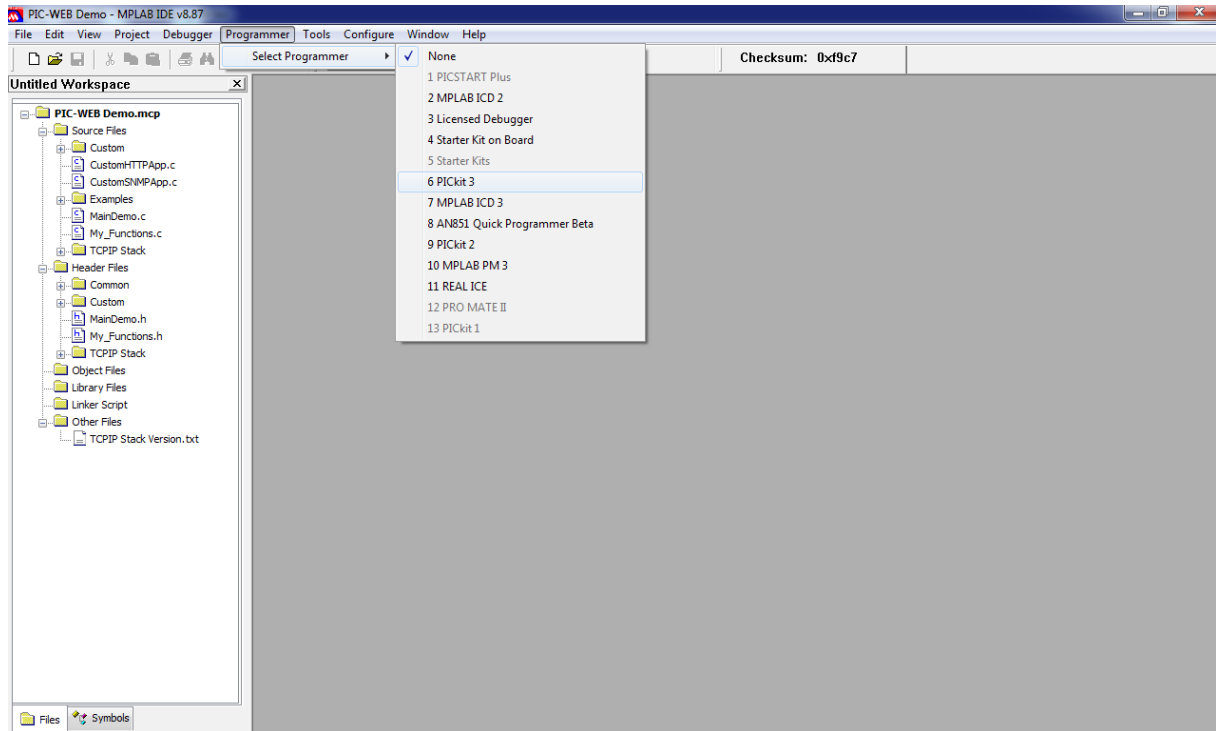 PIC-WEB Demo - MPLAB IDE v8.87
File Edit View Project Debugger Programmer Tools Configure Window Help
Select Programmer
Checksum: 0xf9c7
Untitled Workspace
PIC-WEB Demo.mcp
Source Files
Custom
CustomHTTPApp.c
CustomSNMPApp.c
Examples
MainDemo.c
My_Functions.c
TCPIP Stack
Header Files
Common
Custom
MainDemo.h
My_Functions.h
TCPIP Stack
Object Files
Library Files
Linker Script
Other Files
TCPIP Stack Version.txt
None
1 PICSTART Plus
2 MPLAB ICD 2
3 Licensed Debugger
4 Starter Kit on Board
5 Starter Kits
6 PICkit 3
7 MPLAB ICD 3
8 AN851 Quick Programmer Beta
9 PICkit 2
10 MPLAB PM 3
11 REAL ICE
12 PRO MATE II
13 PICkit 1
Files Symbols